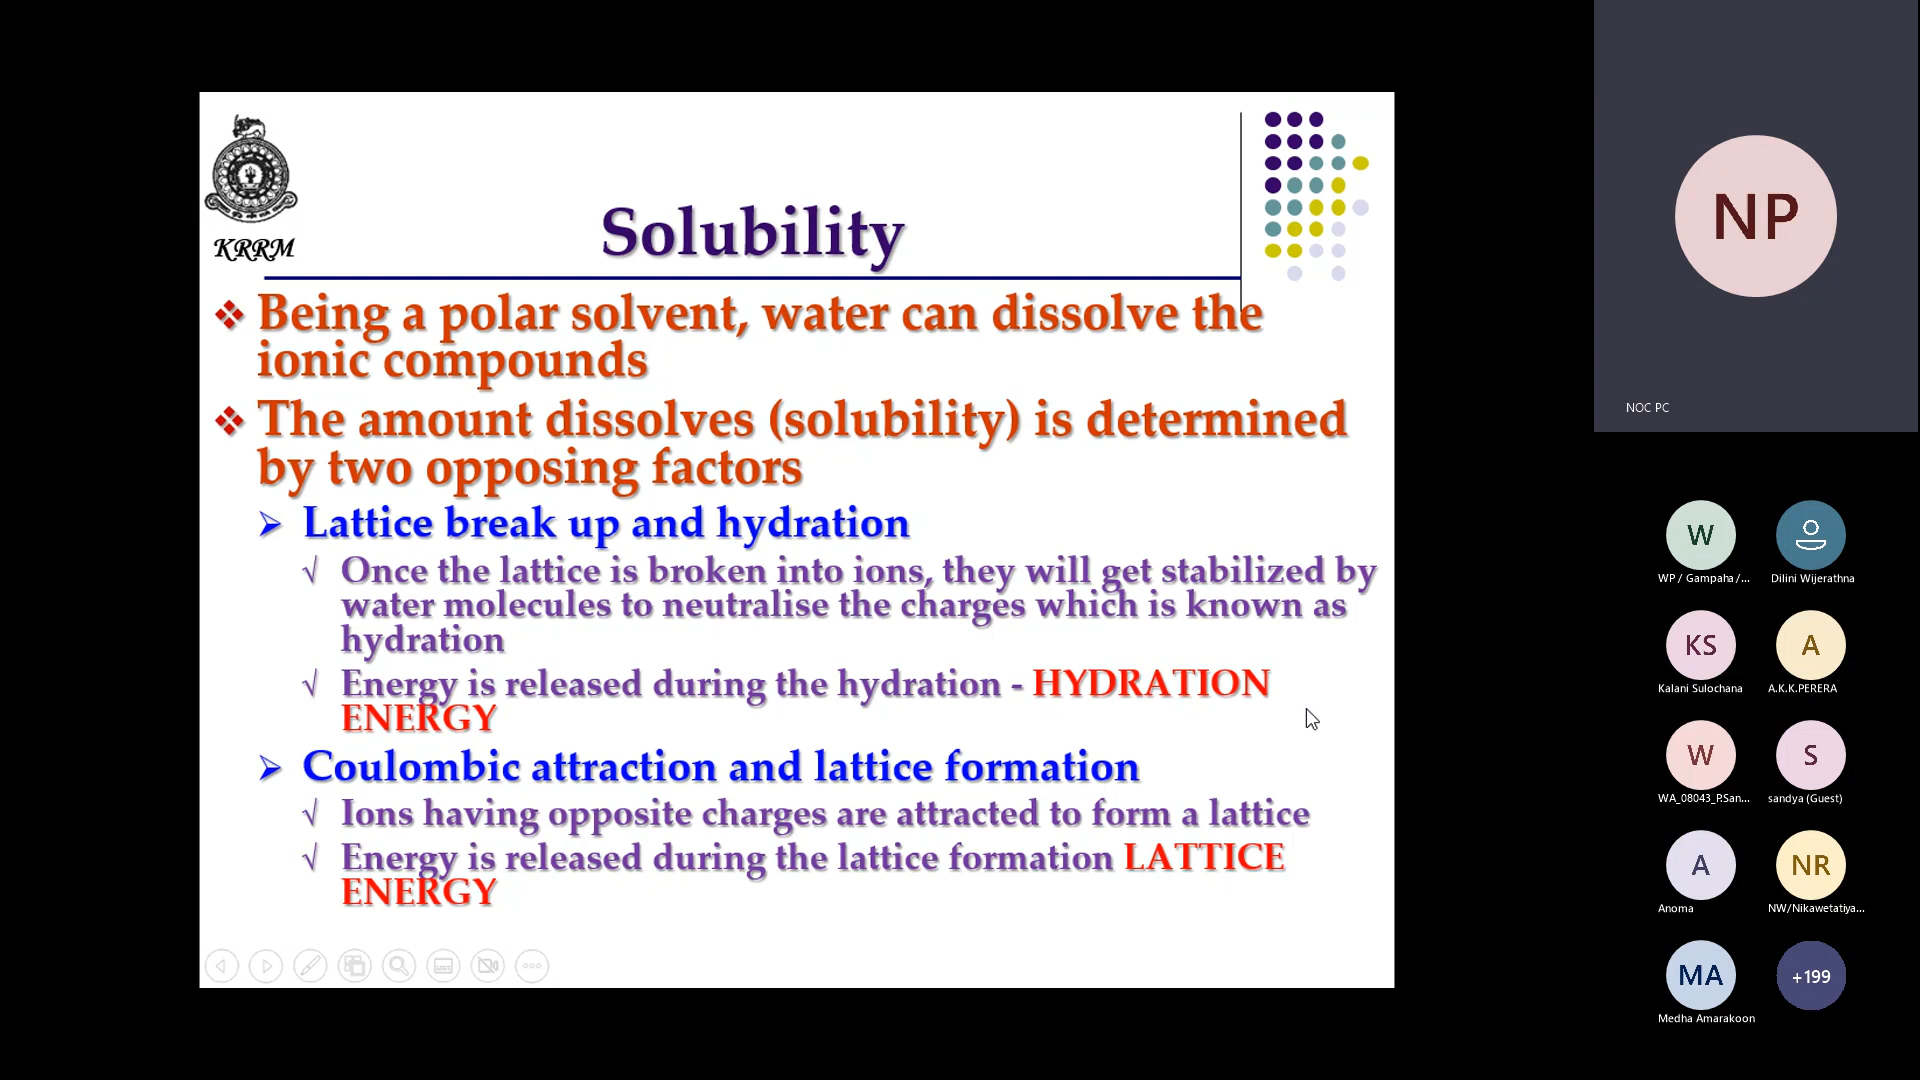 KRRM
Solubility
Being a polar solvent, water can dissolve the
ionic compounds
The amount dissolves (solubility) is determined
by two opposing factors
Lattice break up and hydration
√ Once the lattice is broken into ions, they will get stabilized by
water molecules to neutralise the charges which is known as
hydration
√ Energy is released during the hydration - HYDRATION
ENERGY
Coulombic attraction and lattice formation
√ Ions having opposite charges are attracted to form a lattice
√ Energy is released during the lattice formation LATTICE
ENERGY
NP
NOC PC
W
WP / Gampaha /...
Dilini Wijerathna
KS
Kalani Sulochana
A
A.K.K.PERERA
W
WA_08043_P.San...
S
sandya (Guest)
A
Anoma
NR
NW/Nikawetatiya...
MA
Medha Amarakoon
+199